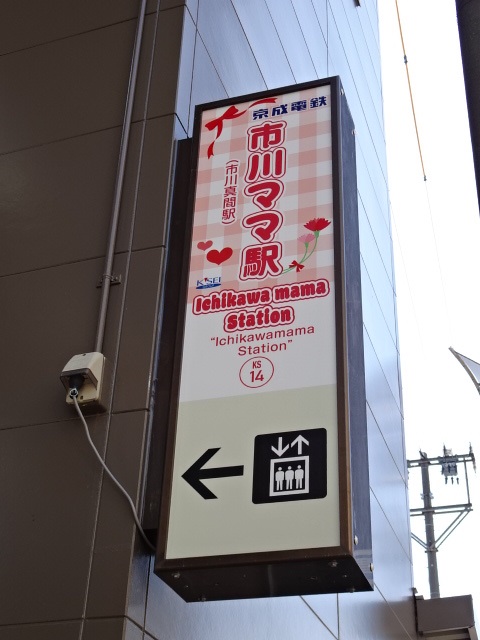 京成電鉄
市川ママ駅
(市川真間駅)
KSEI
Ichikawa mama
Station
"Ichikawamama
Station"
KS
14